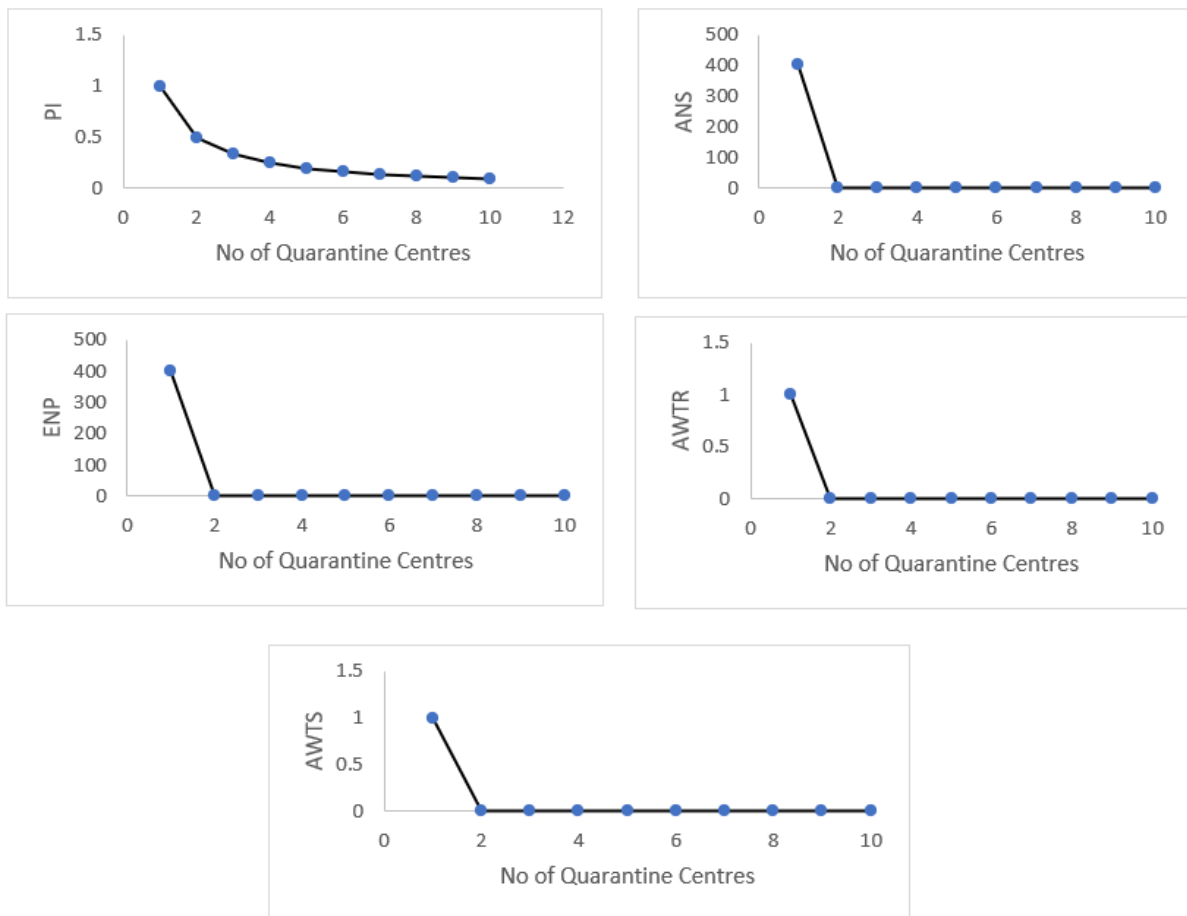 1.5
1
0.5
0
PI
0 2 4 6 8 10 12
No of Quarantine Centres
500
400
300
200
100
0
ANS
0 2 4 6 8 10
No of Quarantine Centres
500
400
300
200
100
0
ENP
0 2 4 6 8 10
No of Quarantine Centres
1.5
1
0.5
0
AWTR
0 2 4 6 8 10
No of Quarantine Centres
1.5
1
0.5
0
AWTS
0 2 4 6 8 10
No of Quarantine Centres